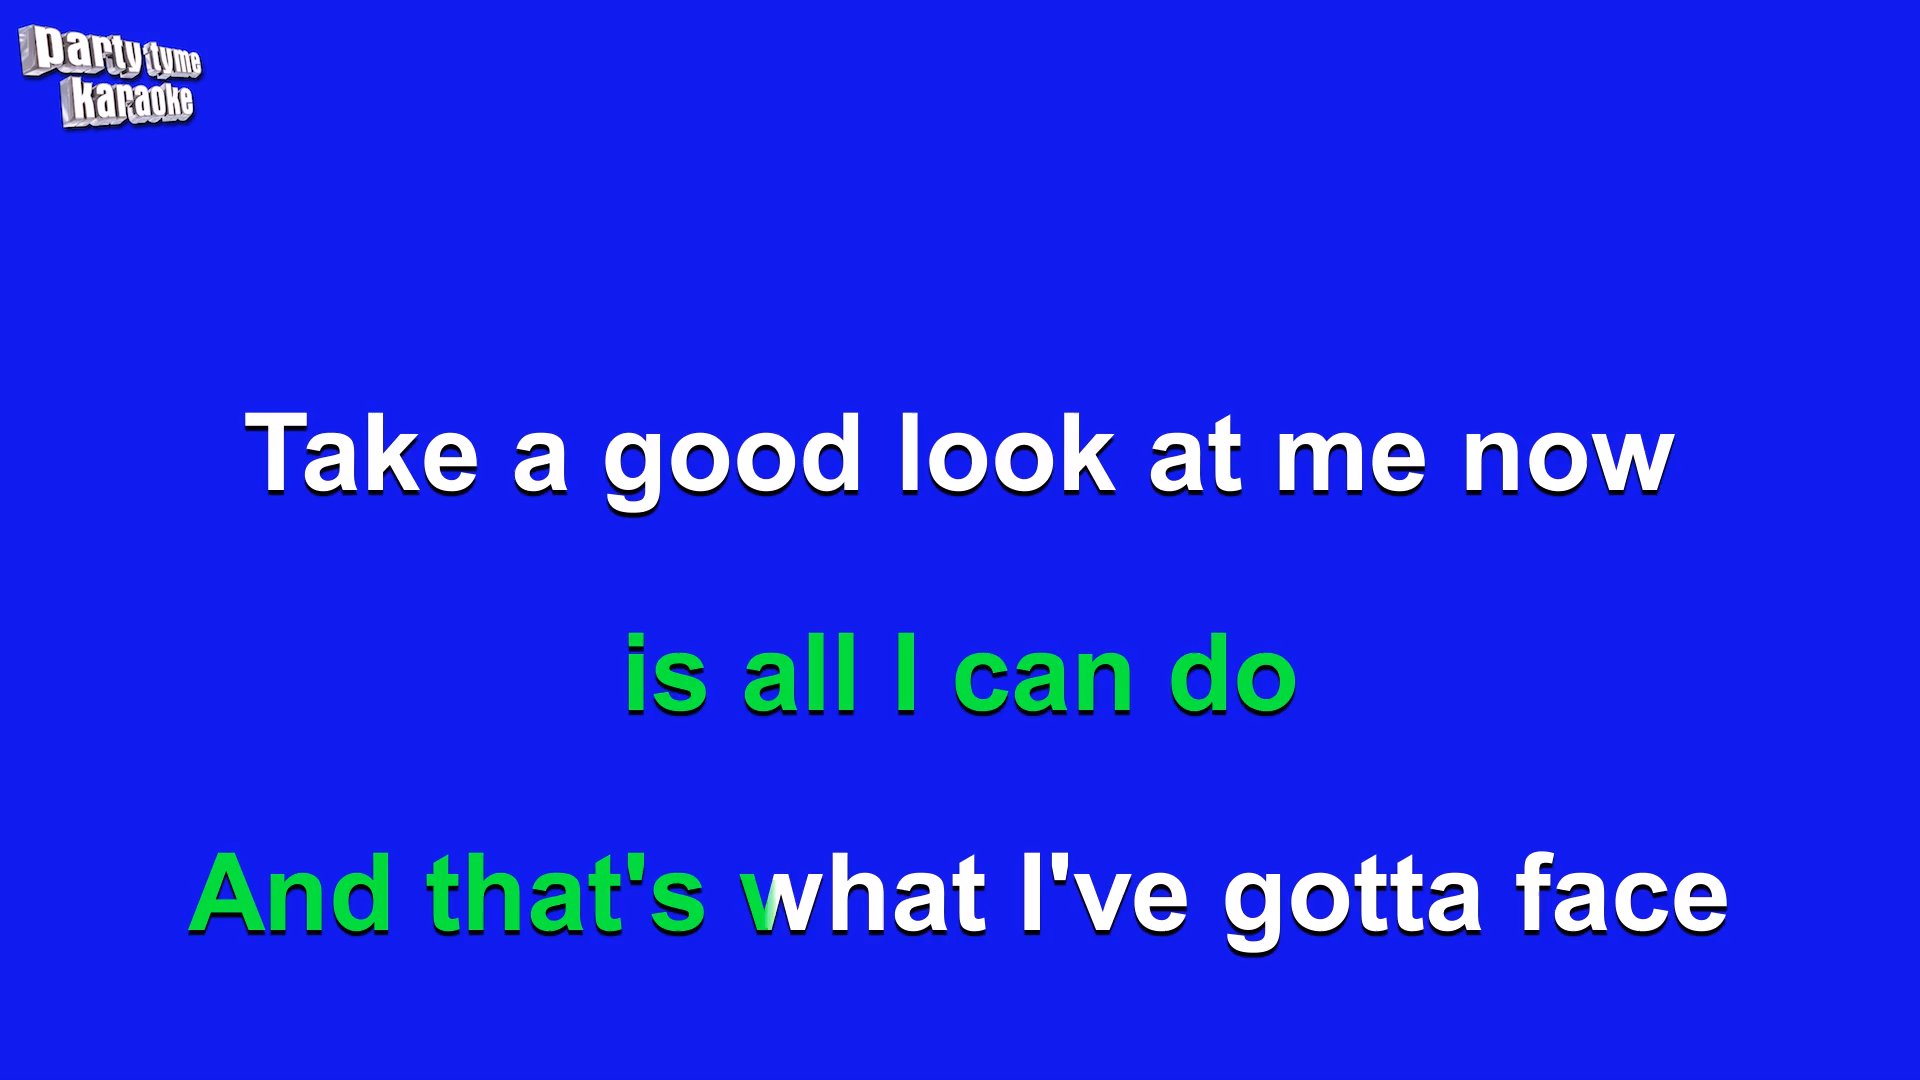 party tyme
karaoke
Take a good look at me now
is all I can do
And that's what I've gotta face